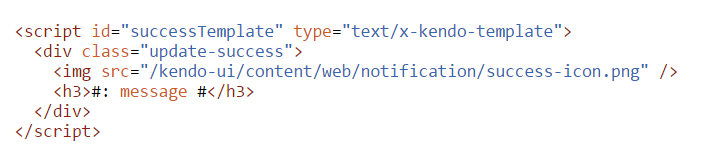 <script id="successTemplate" type="text/x-kendo-template">
<div class="update-success">
<img src="/kendo-ui/content/web/notification/success-icon.png" />
<h3>#: message #</h3>
</div>
</script>